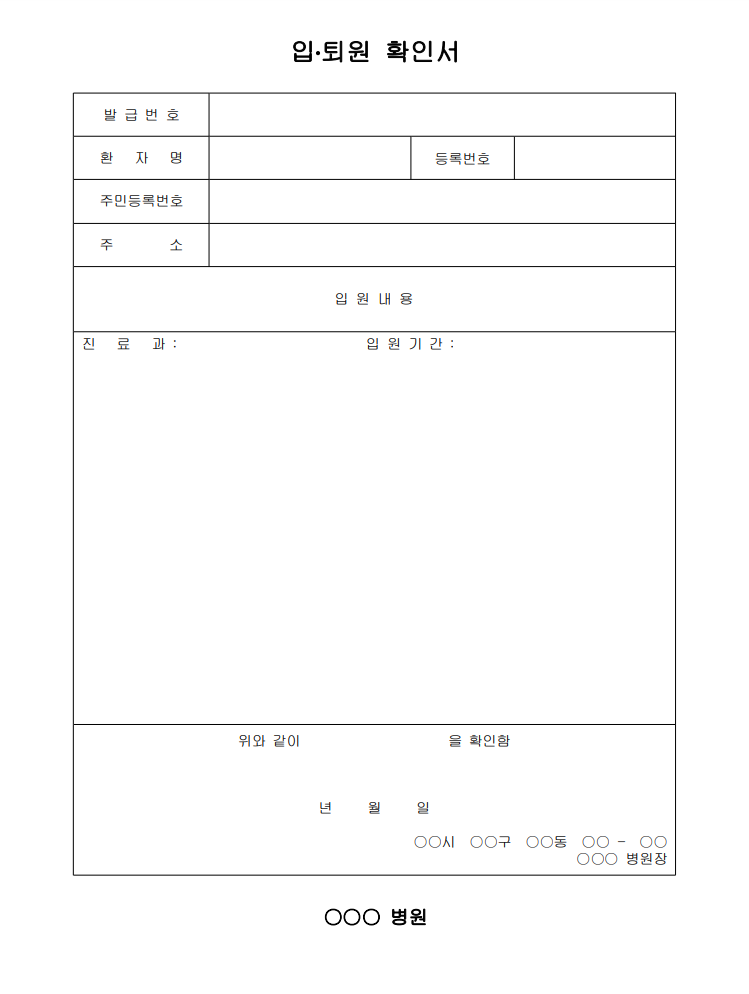 입·퇴원 확인서
발 급 번 호
환 자 명 등록번호
주민등록번호
주 소
입 원 내 용
진 료 과 : 입 원 기 간 :
위와 같이 을 확인함
년 월 일
○○시 ○○구 ○○동 ○○ - ○○
○○○ 병원장
○○○ 병원